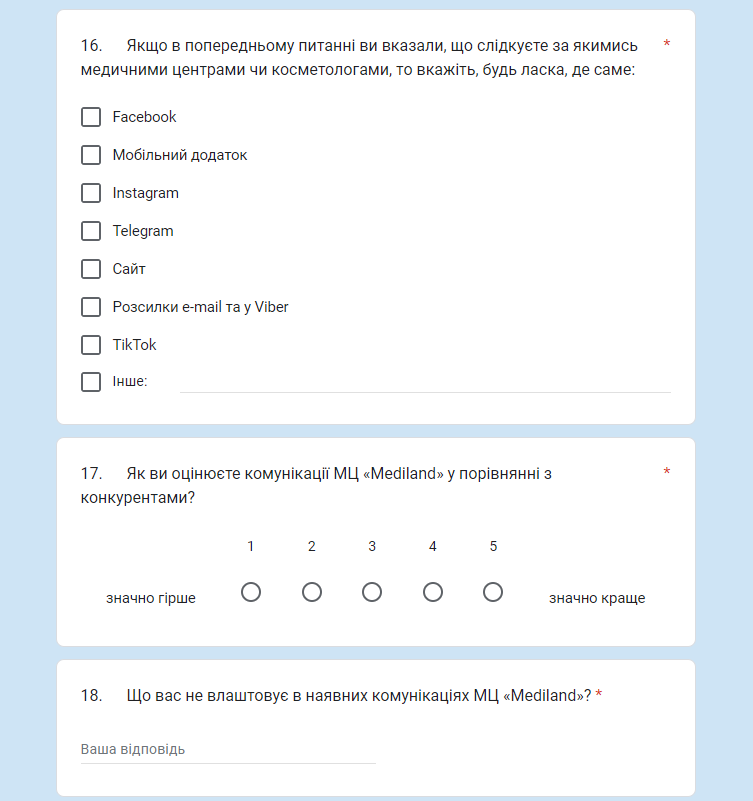 16. Якщо в попередньому питанні ви вказали, що слідкуєте за якимись *
медичними центрами чи косметологами, то вкажіть, будь ласка, де саме:
Facebook
Мобільний додаток
Instagram
Telegram
Сайт
Розсилки e-mail та у Viber
TikTok
Інше:
17. Як ви оцінюєте комунікації МЦ «Mediland» у порівнянні з *
конкурентами?
1 2 3 4 5
значно гірше значно краще
18. Що вас не влаштовує в наявних комунікаціях МЦ «Mediland»? *
Ваша відповідь